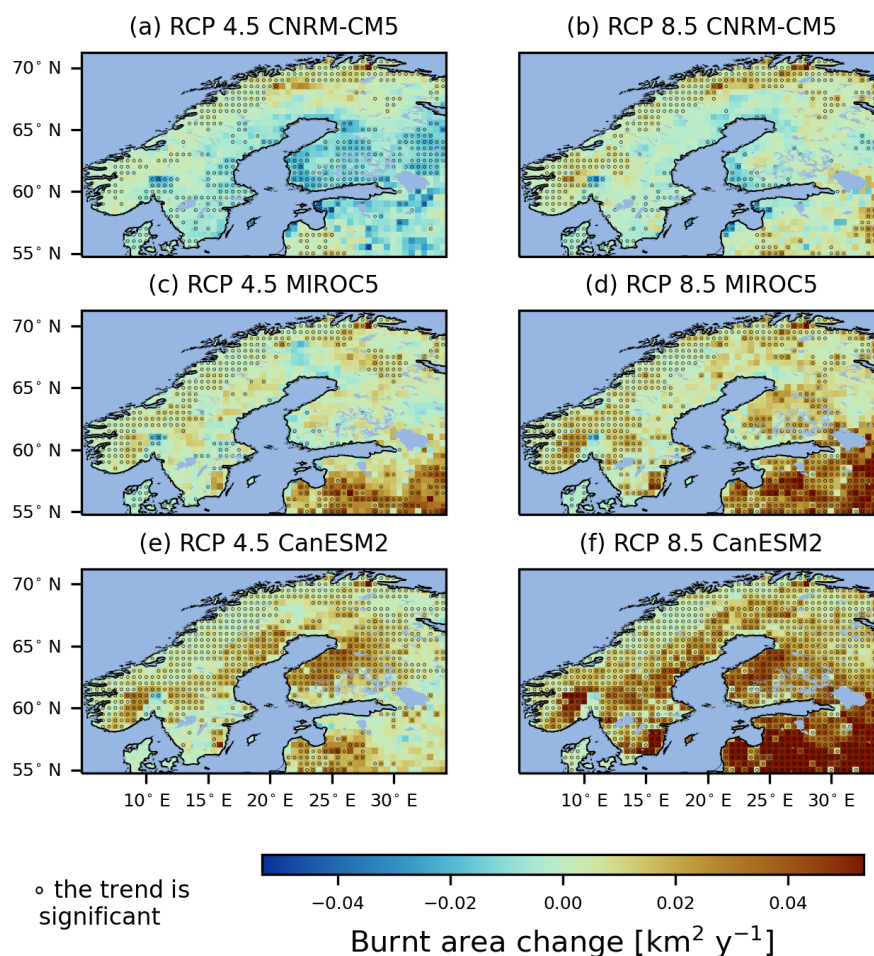 (a) RCP 4.5 CNRM-CM5
(b) RCP 8.5 CNRM-CM5
70° N
65° N
60° N
55° N
(c) RCP 4.5 MIROC5
(d) RCP 8.5 MIROC5
70° N
65° N
60° N
55° N
(e) RCP 4.5 CanESM2
(f) RCP 8.5 CanESM2
70° N
65° N
60° N
55° N
10° E 15° E 20° E 25° E 30° E
10° E 15° E 20° E 25° E 30° E
∘ the trend is
significant
−0.04 −0.02 0.00 0.02 0.04
Burnt area change [km² y⁻¹]